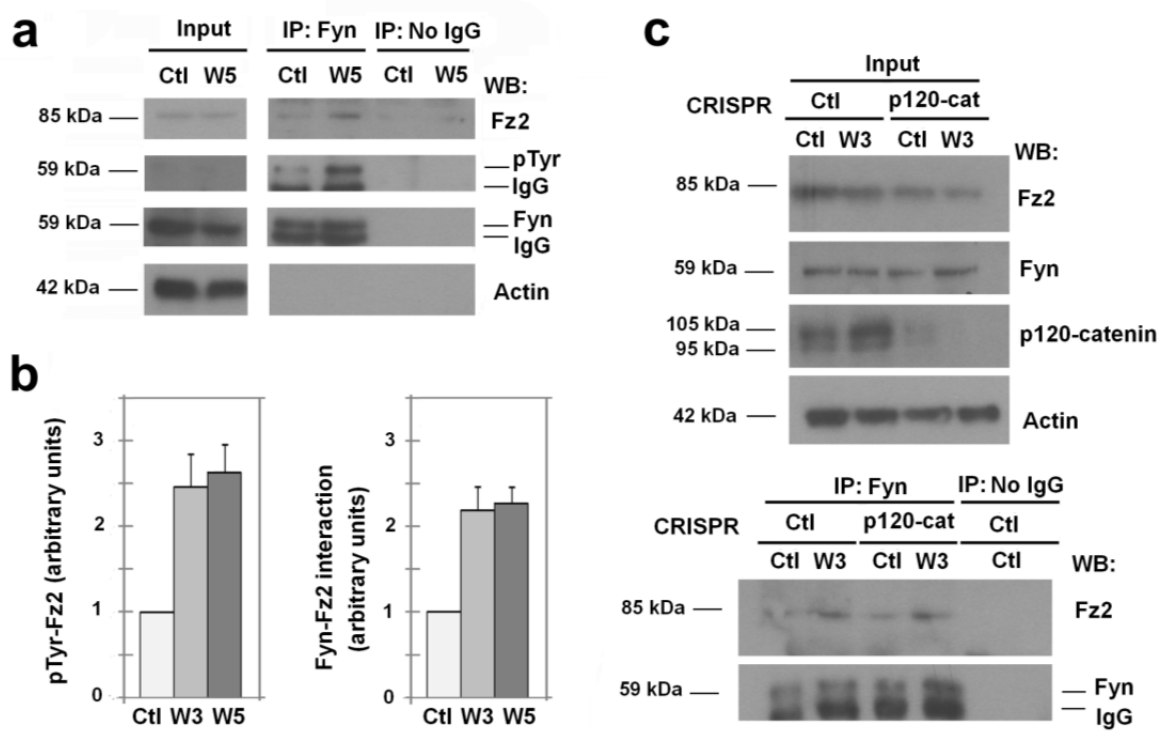 a
Input IP: Fyn IP: No IgG
Ctl W5 Ctl W5 Ctl W5 WB:
85 kDa Fz2
59 kDa pTyr
IgG
59 kDa Fyn
IgG
42 kDa Actin
b
pTyr-Fz2 (arbitrary units)
3
2
1
0
Ctl W3 W5
Fyn-Fz2 interaction
(arbitrary units)
3
2
1
0
Ctl W3 W5
c
Input
CRISPR Ctl p120-cat
Ctl W3 Ctl W3 WB:
85 kDa Fz2
59 kDa Fyn
105 kDa p120-catenin
95 kDa
42 kDa Actin
IP: Fyn IP: No IgG
CRISPR Ctl p120-cat Ctl
Ctl W3 Ctl W3 Ctl WB:
85 kDa Fz2
59 kDa Fyn
IgG